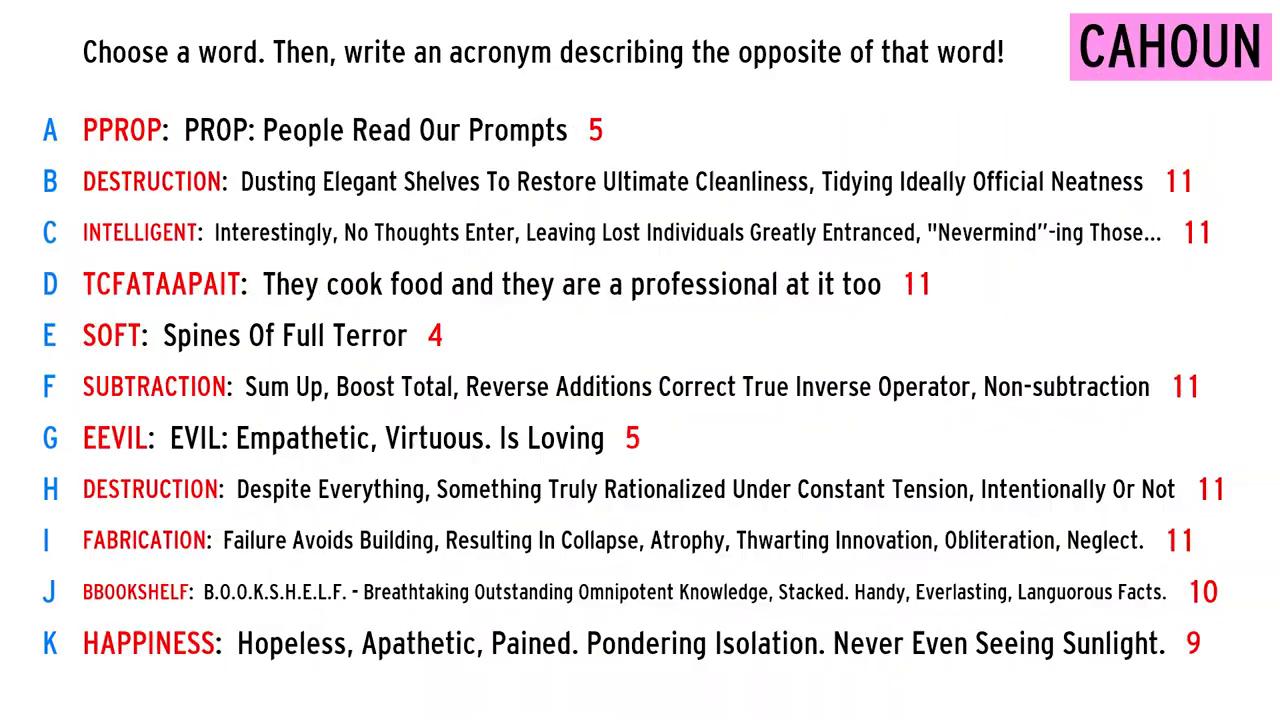 Choose a word. Then, write an acronym describing the opposite of that word!
CAHOUN
A PPROP: PROP: People Read Our Prompts 5
B DESTRUCTION: Dusting Elegant Shelves To Restore Ultimate Cleanliness, Tidying Ideally Official Neatness 11
C INTELLIGENT: Interestingly, No Thoughts Enter, Leaving Lost Individuals Greatly Entranced, "Nevermind”-ing Those... 11
D TCFATAAPAIT: They cook food and they are a professional at it too 11
E SOFT: Spines Of Full Terror 4
F SUBTRACTION: Sum Up, Boost Total, Reverse Additions Correct True Inverse Operator, Non-subtraction 11
G EEVIL: EVIL: Empathetic, Virtuous. Is Loving 5
H DESTRUCTION: Despite Everything, Something Truly Rationalized Under Constant Tension, Intentionally Or Not 11
I FABRICATION: Failure Avoids Building, Resulting In Collapse, Atrophy, Thwarting Innovation, Obliteration, Neglect. 11
J BBOOKSHELF: B.O.O.K.S.H.E.L.F. - Breathtaking Outstanding Omnipotent Knowledge, Stacked. Handy, Everlasting, Languorous Facts. 10
K HAPPINESS: Hopeless, Apathetic, Pained. Pondering Isolation. Never Even Seeing Sunlight. 9